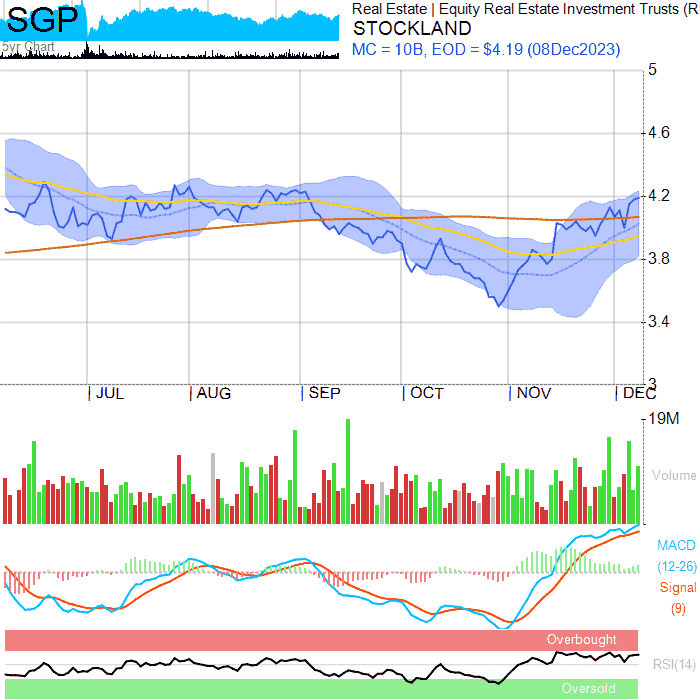 SGP
5yr Chart
Real Estate | Equity Real Estate Investment Trusts (R
STOCKLAND
MC = 10B, EOD = $4.19 (08Dec2023)
5
4.6
4.2
3.8
3.4
3
JUL AUG SEP OCT NOV DEC
19M
Volume
MACD
(12-26)
Signal
(9)
Overbought
RSI(14)
Oversold